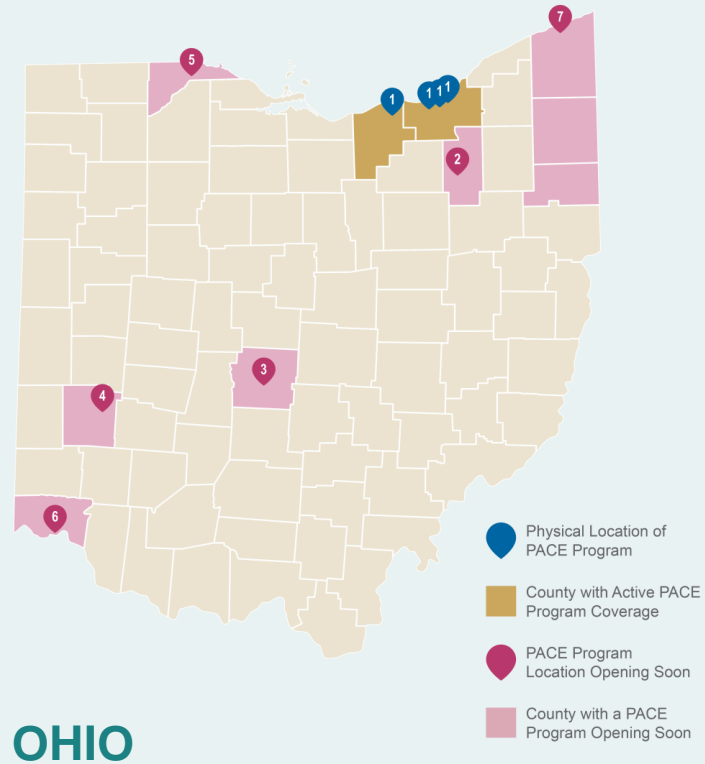 7
5
1
1
1
1
2
3
4
6
Physical Location of
PACE Program
County with Active PACE
Program Coverage
PACE Program
Location Opening Soon
County with a PACE
Program Opening Soon
OHIO